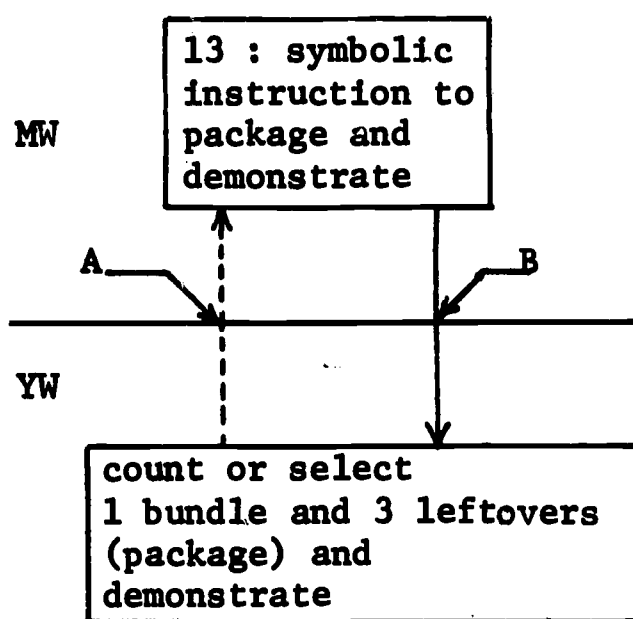 13 : symbolic
instruction to
package and
demonstrate
MW
A
B
YW
count or select
1 bundle and 3 leftovers
(package) and
demonstrate